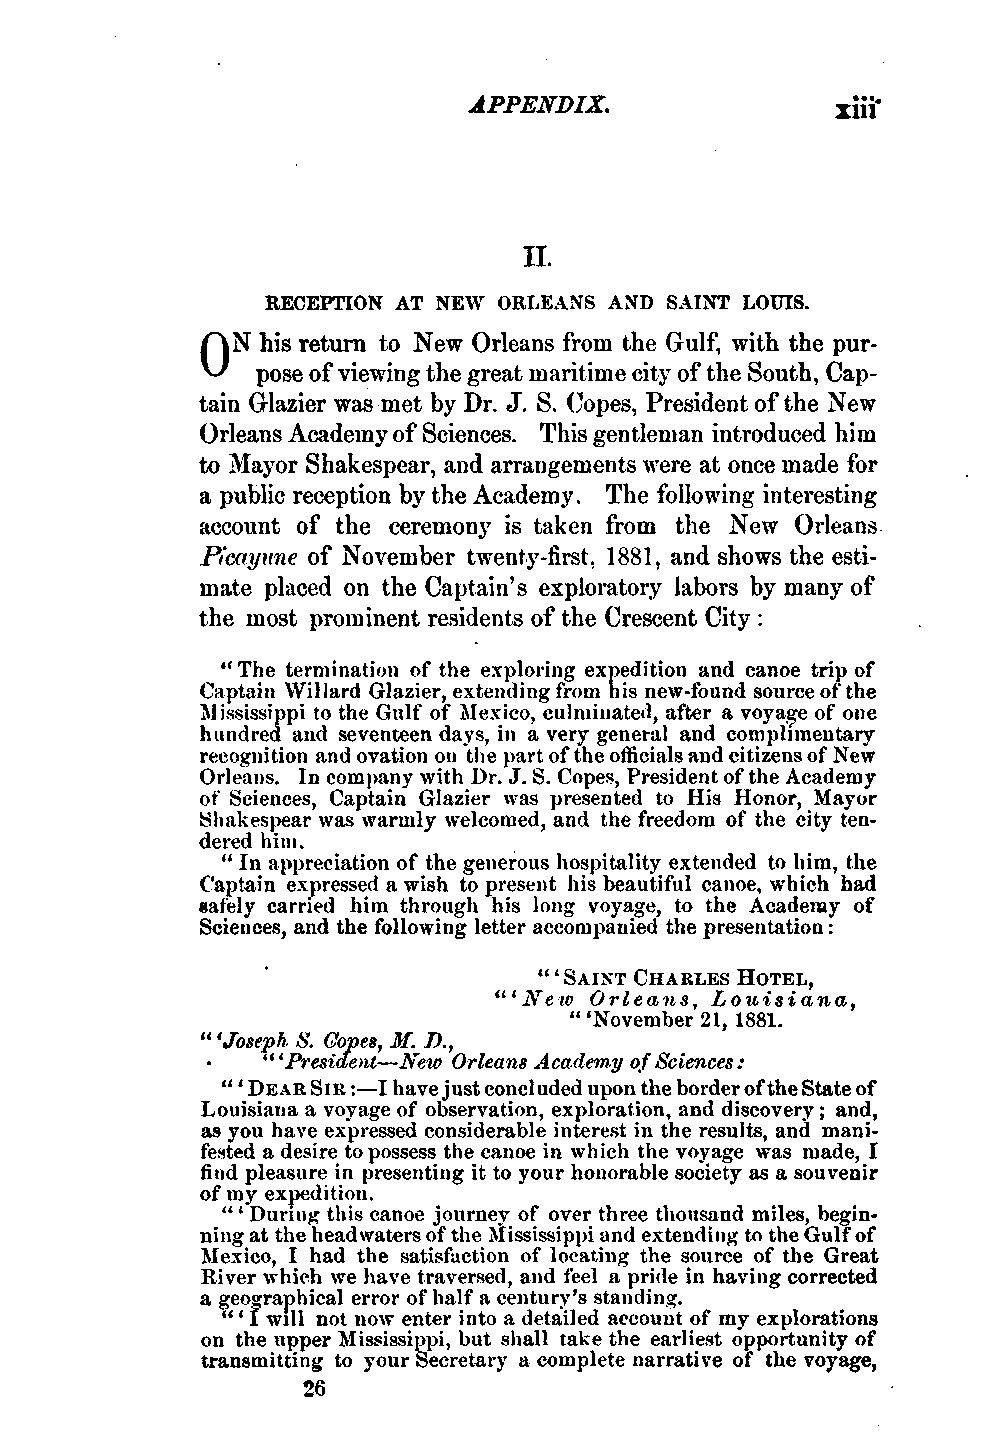 APPENDIX. xiii
II.
RECEPTION AT NEW ORLEANS AND SAINT LOUIS.
ON his return to New Orleans from the Gulf, with the pur-
pose of viewing the great maritime city of the South, Cap-
tain Glazier was met by Dr. J. S. Copes, President of the New
Orleans Academy of Sciences. This gentleman introduced him
to Mayor Shakespear, and arrangements were at once made for
a public reception by the Academy. The following interesting
account of the ceremony is taken from the New Orleans
Picayune of November twenty-first, 1881, and shows the esti-
mate placed on the Captain's exploratory labors by many of
the most prominent residents of the Crescent City :
"The termination of the exploring expedition and canoe trip of
Captain Willard Glazier, extending from his new-found source of the
Mississippi to the Gulf of Mexico, culminated, after a voyage of one
hundred and seventeen days, in a very general and complimentary
recognition and ovation on the part of the officials and citizens of New
Orleans. In company with Dr. J. S. Copes, President of the Academy
of Sciences, Captain Glazier was presented to His Honor, Mayor
Shakespear was warmly welcomed, and the freedom of the city ten-
dered him.
"In appreciation of the generous hospitality extended to him, the
Captain expressed a wish to present his beautiful canoe, which had
safely carried him through his long voyage, to the Academy of
Sciences, and the following letter accompanied the presentation:
"'SAINT CHARLES HOTEL,
"'New Orleans, Louisiana,
"'November 21, 1881.
"'Joseph S. Copes, M. D.,
"'President—New Orleans Academy of Sciences:
"'DEAR SIR:—I have just concluded upon the border of the State of
Louisiana a voyage of observation, exploration, and discovery; and,
as you have expressed considerable interest in the results, and mani-
fested a desire to possess the canoe in which the voyage was made, I
find pleasure in presenting it to your honorable society as a souvenir
of my expedition.
"'During this canoe journey of over three thousand miles, begin-
ning at the headwaters of the Mississippi and extending to the Gulf of
Mexico, I had the satisfaction of locating the source of the Great
River which we have traversed, and feel a pride in having corrected
a geographical error of half a century's standing.
"'I will not now enter into a detailed account of my explorations
on the upper Mississippi, but shall take the earliest opportunity of
transmitting to your Secretary a complete narrative of the voyage,
26